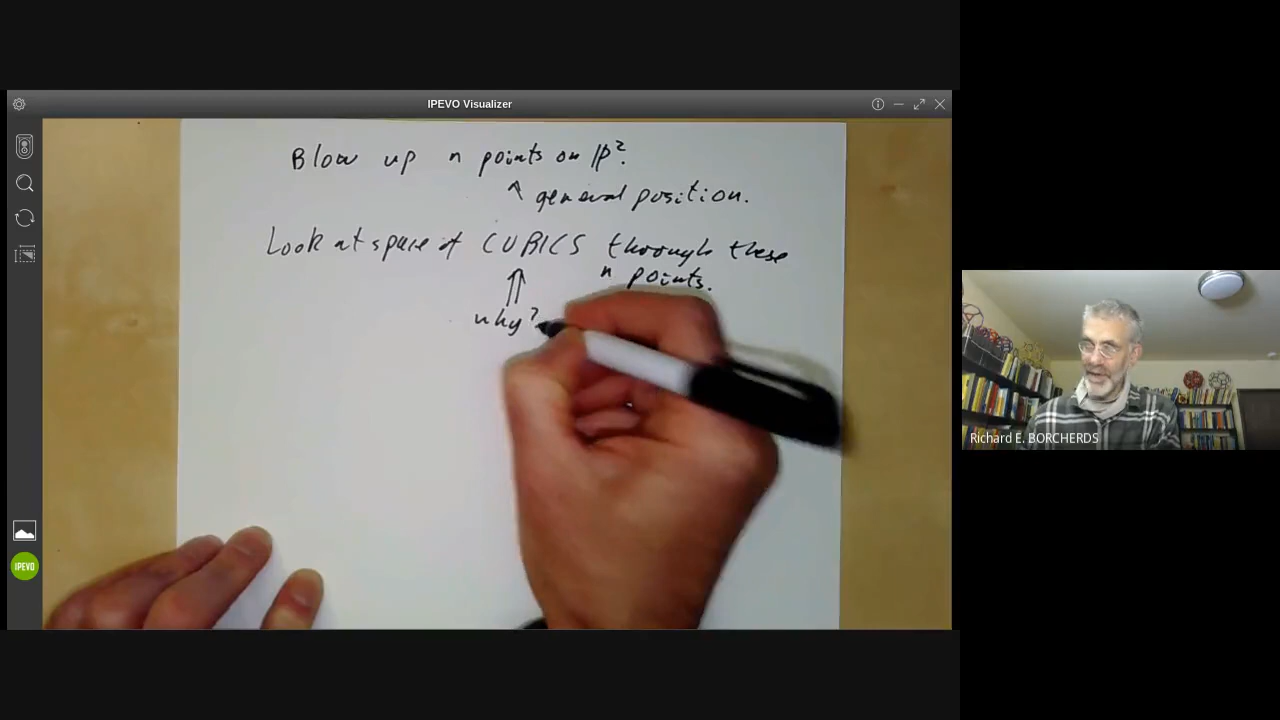 IPEVO Visualizer
Blow up n points on ℙ².
^ general position.
Look at space of CUBICS through these
n points.
⇑
why?
Richard E. BORCHERDS
IPEVO